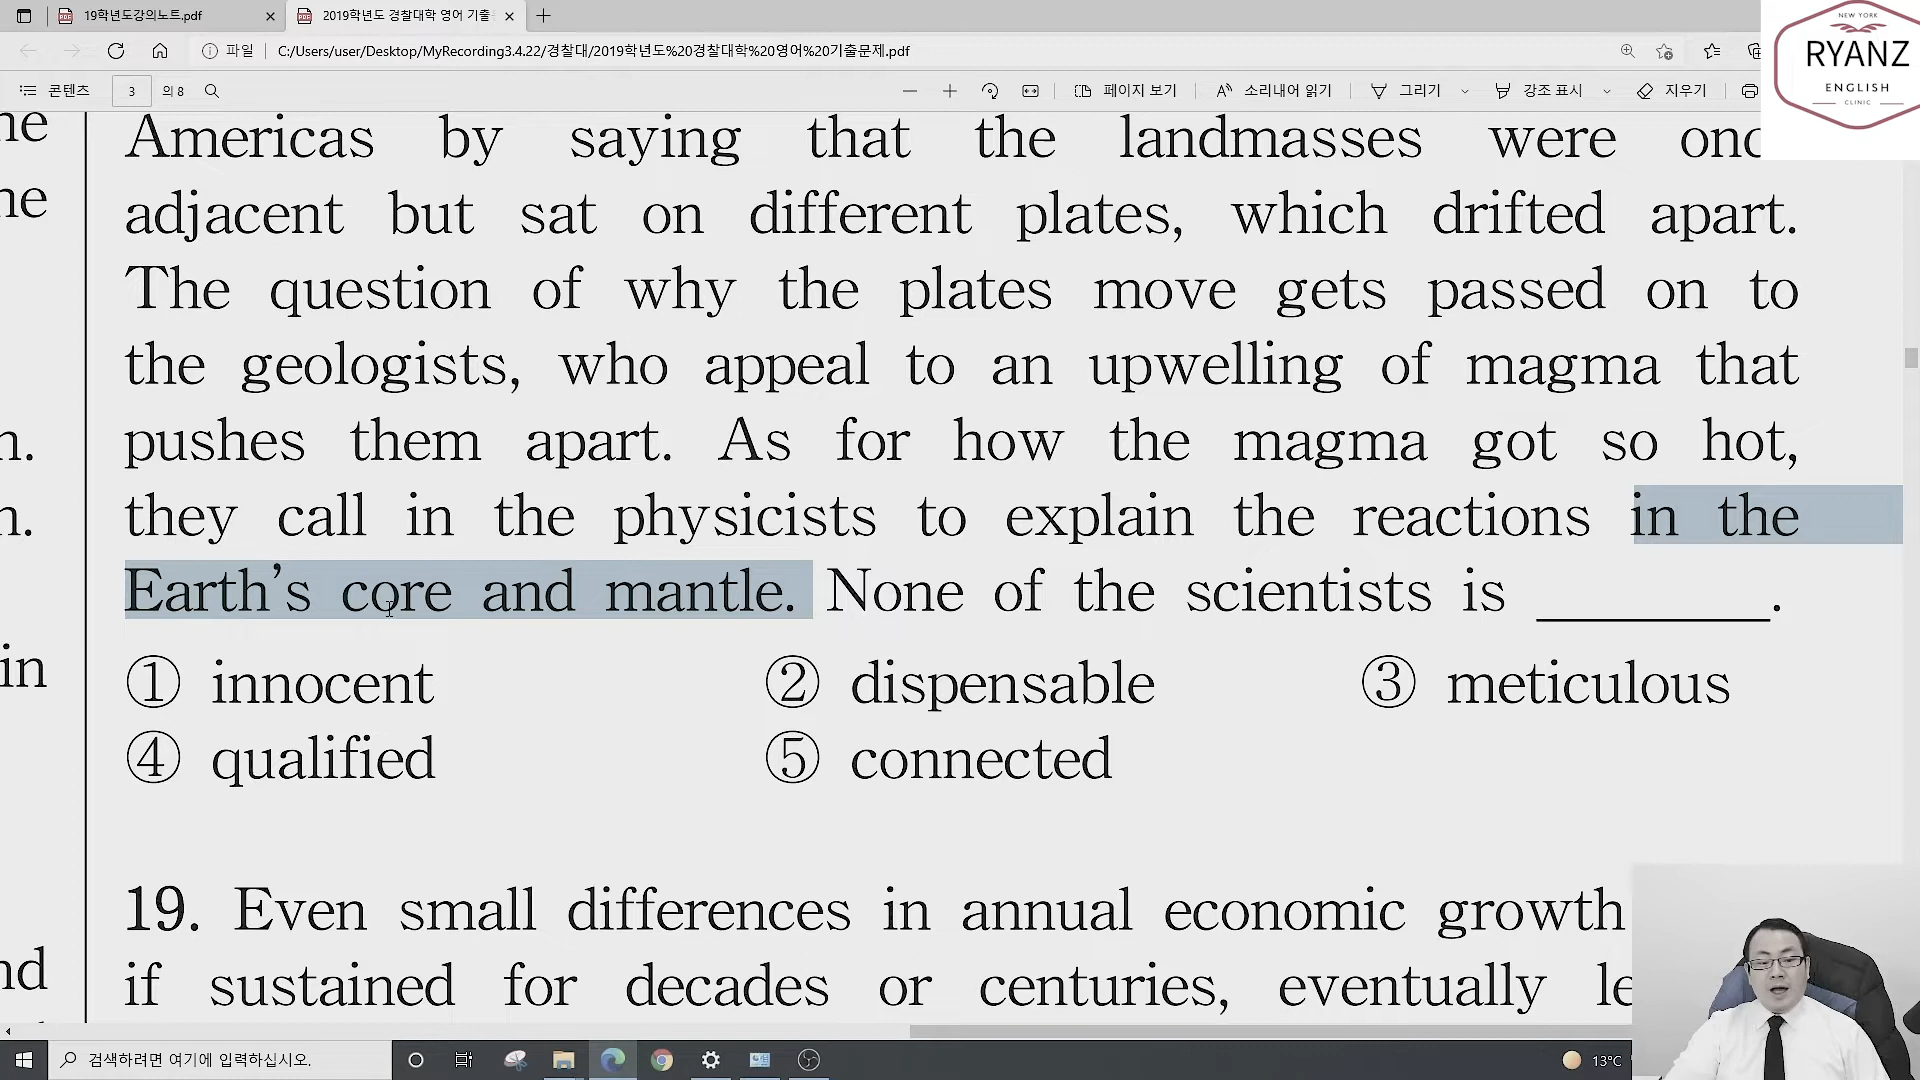 19학년도강의노트.pdf
2019학년도 경찰대학 영어 기출
파일
C:/Users/user/Desktop/MyRecording3.4.22/경찰대/2019학년도%20경찰대학%20영어%20기출문제.pdf
콘텐츠
3
의 8
페이지 보기
소리내어 읽기
그리기
강조 표시
지우기
NEW YORK
RYANZ
ENGLISH
CLINIC
he
he
n.
n.
in
nd
Americas by saying that the landmasses were onc
adjacent but sat on different plates, which drifted apart.
The question of why the plates move gets passed on to
the geologists, who appeal to an upwelling of magma that
pushes them apart. As for how the magma got so hot,
they call in the physicists to explain the reactions in the
Earth's core and mantle. None of the scientists is ________.
① innocent ② dispensable ③ meticulous
④ qualified ⑤ connected
19. Even small differences in annual economic growth
if sustained for decades or centuries, eventually le
검색하려면 여기에 입력하십시오.
13°C